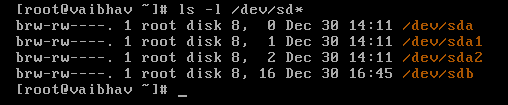 [root@vaibhav ~]# ls -l /dev/sd*
brw-rw----. 1 root disk 8,  0 Dec 30 14:11 /dev/sda
brw-rw----. 1 root disk 8,  1 Dec 30 14:11 /dev/sda1
brw-rw----. 1 root disk 8,  2 Dec 30 14:11 /dev/sda2
brw-rw----. 1 root disk 8, 16 Dec 30 16:45 /dev/sdb
[root@vaibhav ~]# _